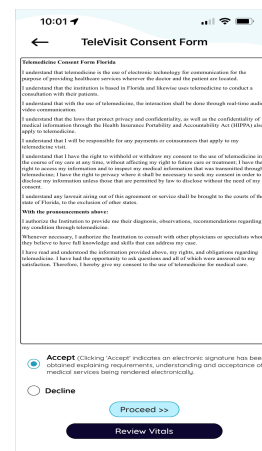 10:01
TeleVisit Consent Form
Telemedicine Consent Form Florida
I understand that telemedicine is the use of electronic technology for communication for the
purpose of providing healthcare services wherever the doctor and the patient are located.
I understand that the institution is based in Florida and likewise uses telemedicine to conduct a
consultation with their patients.
I understand that with the use of telemedicine, the interaction shall be done through real-time audi
video communication.
I understand that the laws that protect privacy and confidentiality, as well as the confidentiality of
medical information through the Health Insurance Portability and Accountability Act (HIPPA) also
apply to telemedicine.
I understand that I will be responsible for any payments or coinsurances that apply to my
telemedicine visit.
I understand that I have the right to withhold or withdraw my consent to the use of telemedicine in
the course of my care at any time, without affecting my right to future care or treatment; I have the
right to access my information and to inspect my medical information that was transmitted through
telemedicine; I have the right to privacy where it shall be necessary to seek my consent in order to
disclose my information unless those that are permitted by law to disclose without the need of my
consent.
I understand any lawsuit airing out of this agreement or service shall be brought to the courts of the
state of Florida, to the exclusion of other states.
With the pronouncements above:
I authorize the Institution to provide me their diagnosis, observations, recommendations regarding
my condition through telemedicine.
Whenever necessary, I authorize the Institution to consult with other physicians or specialists when
they believe to have full knowledge and skills that can address my case.
I have read and understood the information provided above, my rights, and obligations regarding
telemedicine. I have had the opportunity to ask questions and all of which were answered to my
satisfaction. Therefore, I hereby give my consent to the use of telemedicine for medical care.
Accept (Clicking 'Accept' indicates an electronic signature has bee
obtained explaining requirements, understanding and acceptance of
medical services being rendered electronically.
Decline
Proceed >>
Review Vitals